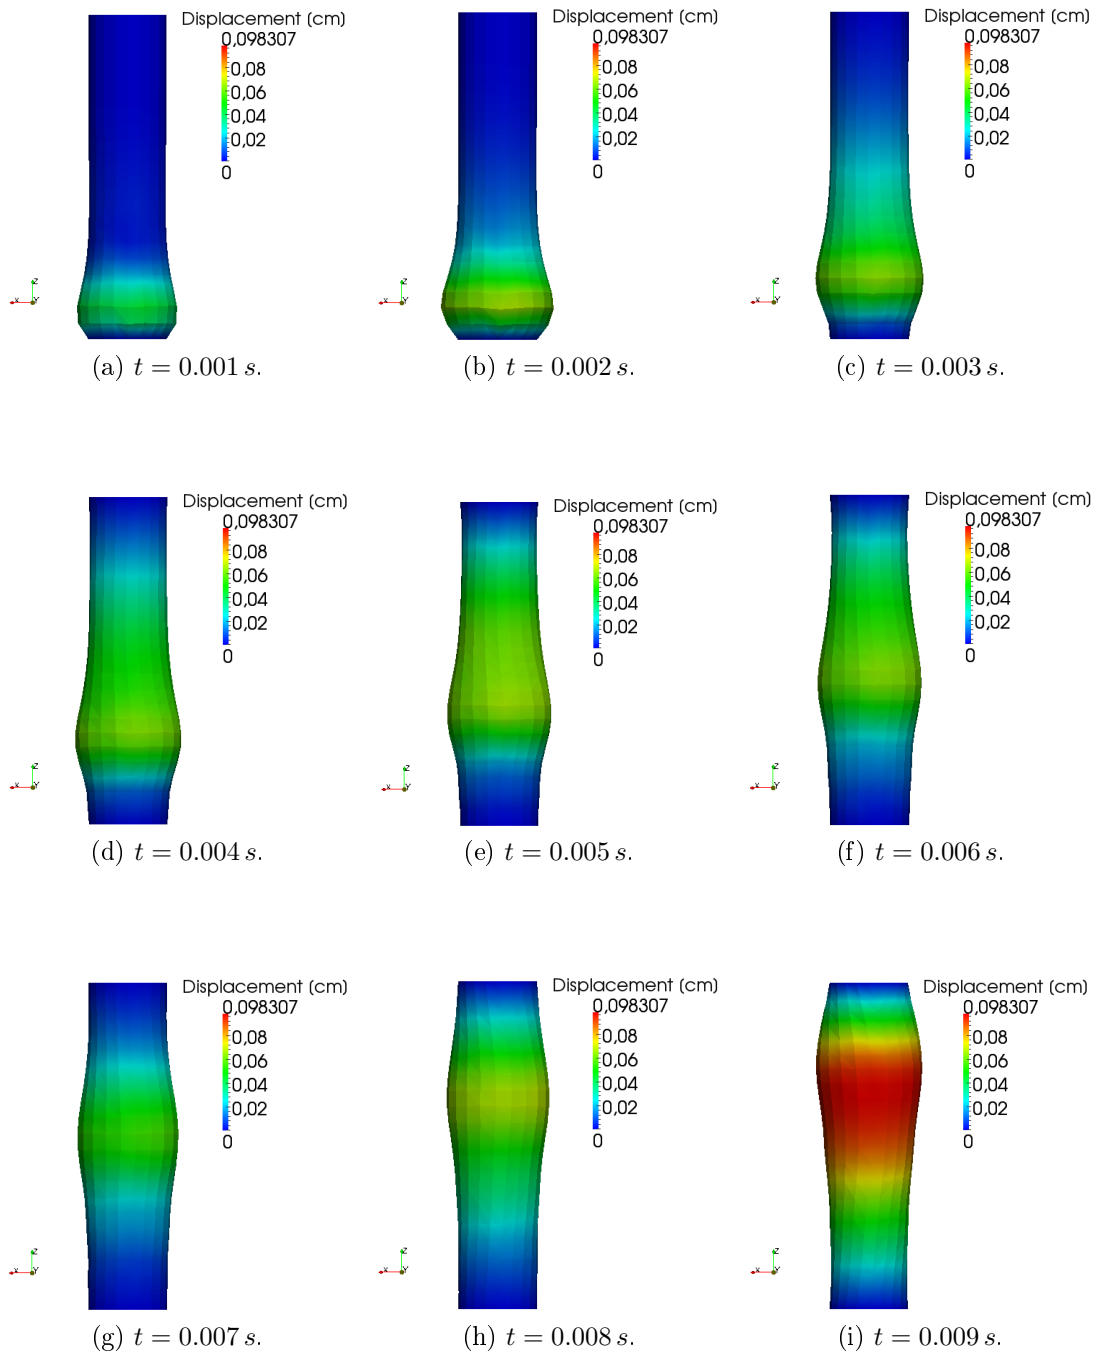 Displacement (cm)
0,098307
0,08
0,06
0,04
0,02
0
X Z Y
(a) t = 0.001 s.
Displacement (cm)
0,098307
0,08
0,06
0,04
0,02
0
X Z Y
(b) t = 0.002 s.
Displacement (cm)
0,098307
0,08
0,06
0,04
0,02
0
X Z Y
(c) t = 0.003 s.
Displacement (cm)
0,098307
0,08
0,06
0,04
0,02
0
X Z Y
(d) t = 0.004 s.
Displacement (cm)
0,098307
0,08
0,06
0,04
0,02
0
X Z Y
(e) t = 0.005 s.
Displacement (cm)
0,098307
0,08
0,06
0,04
0,02
0
X Z Y
(f) t = 0.006 s.
Displacement (cm)
0,098307
0,08
0,06
0,04
0,02
0
X Z Y
(g) t = 0.007 s.
Displacement (cm)
0,098307
0,08
0,06
0,04
0,02
0
X Z Y
(h) t = 0.008 s.
Displacement (cm)
0,098307
0,08
0,06
0,04
0,02
0
X Z Y
(i) t = 0.009 s.